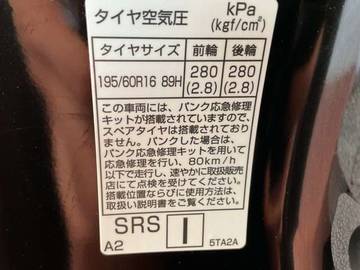 タイヤ空気圧 kPa
(kgf/cm²)
タイヤサイズ 前輪 後輪
195/60R16 89H 280 280
(2.8) (2.8)
この車両には、パンク応急修理
キットが搭載されていますので、
スペアタイヤは搭載されており
ません。パンクした場合は、
パンク応急修理キットを用いて
応急修理を行い、80km/h
以下で走行し、速やかに取扱販売
店にて点検を受けてください。
搭載位置ならびに使用方法は、
取扱い説明書をご覧ください。
SRS I
A2 5TA2A